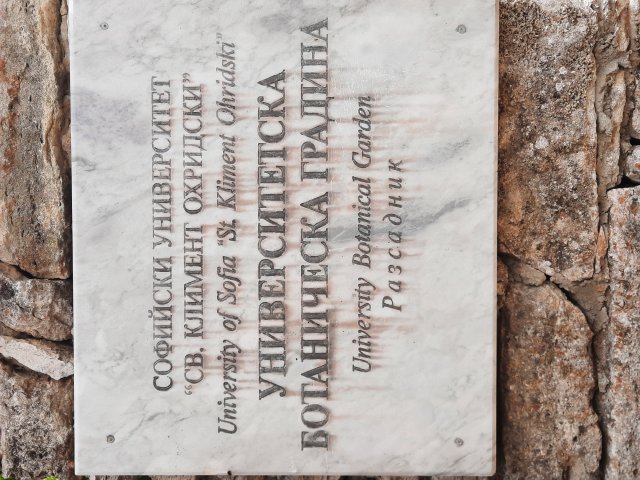 СОФИЙСКИ УНИВЕРСИТЕТ
“СВ. КЛИМЕНТ ОХРИДСКИ”
University of Sofia “St. Kliment Ohridski”
УНИВЕРСИТЕТСКА
БОТАНИЧЕСКА ГРАДИНА
University Botanical Garden
Разсадник